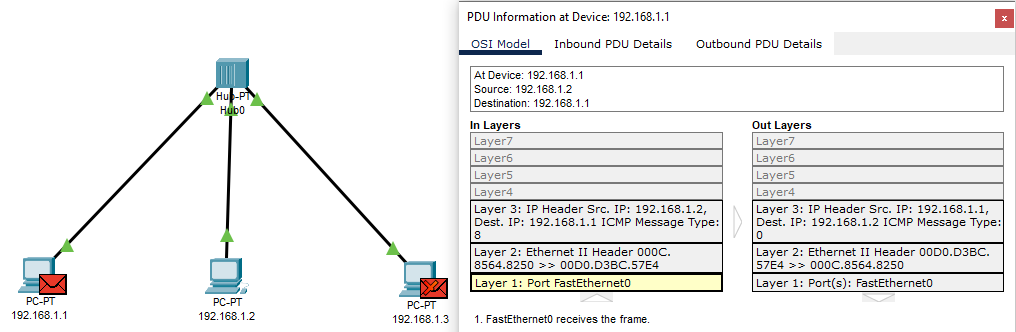 Hub-PT
Hub0
PC-PT
192.168.1.1
PC-PT
192.168.1.2
PC-PT
192.168.1.3
PDU Information at Device: 192.168.1.1
x
OSI Model Inbound PDU Details Outbound PDU Details
At Device: 192.168.1.1
Source: 192.168.1.2
Destination: 192.168.1.1
In Layers
Layer7
Layer6
Layer5
Layer4
Layer 3: IP Header Src. IP: 192.168.1.2,
Dest. IP: 192.168.1.1 ICMP Message Type:
8
Layer 2: Ethernet II Header 000C.
8564.8250 >> 00D0.D3BC.57E4
Layer 1: Port FastEthernet0
Out Layers
Layer7
Layer6
Layer5
Layer4
Layer 3: IP Header Src. IP: 192.168.1.1,
Dest. IP: 192.168.1.2 ICMP Message Type:
0
Layer 2: Ethernet II Header 00D0.D3BC.
57E4 >> 000C.8564.8250
Layer 1: Port(s): FastEthernet0
1. FastEthernet0 receives the frame.